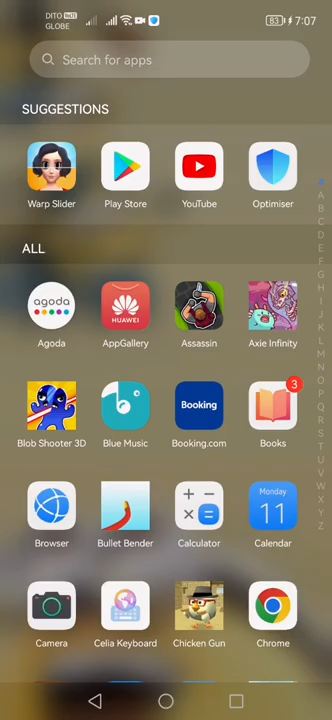 DITO VoLTE
GLOBE
83
7:07
Search for apps
SUGGESTIONS
Warp Slider
Play Store
YouTube
Optimiser
ALL
agoda
HUAWEI
Agoda
AppGallery
Assassin
Axie Infinity
Booking
3
Blob Shooter 3D
Blue Music
Booking.com
Books
Monday
11
Browser
Bullet Bender
Calculator
Calendar
Camera
Celia Keyboard
Chicken Gun
Chrome
A
B
C
D
E
F
G
H
I
J
K
L
M
N
O
P
Q
R
S
T
U
V
W
X
Y
Z